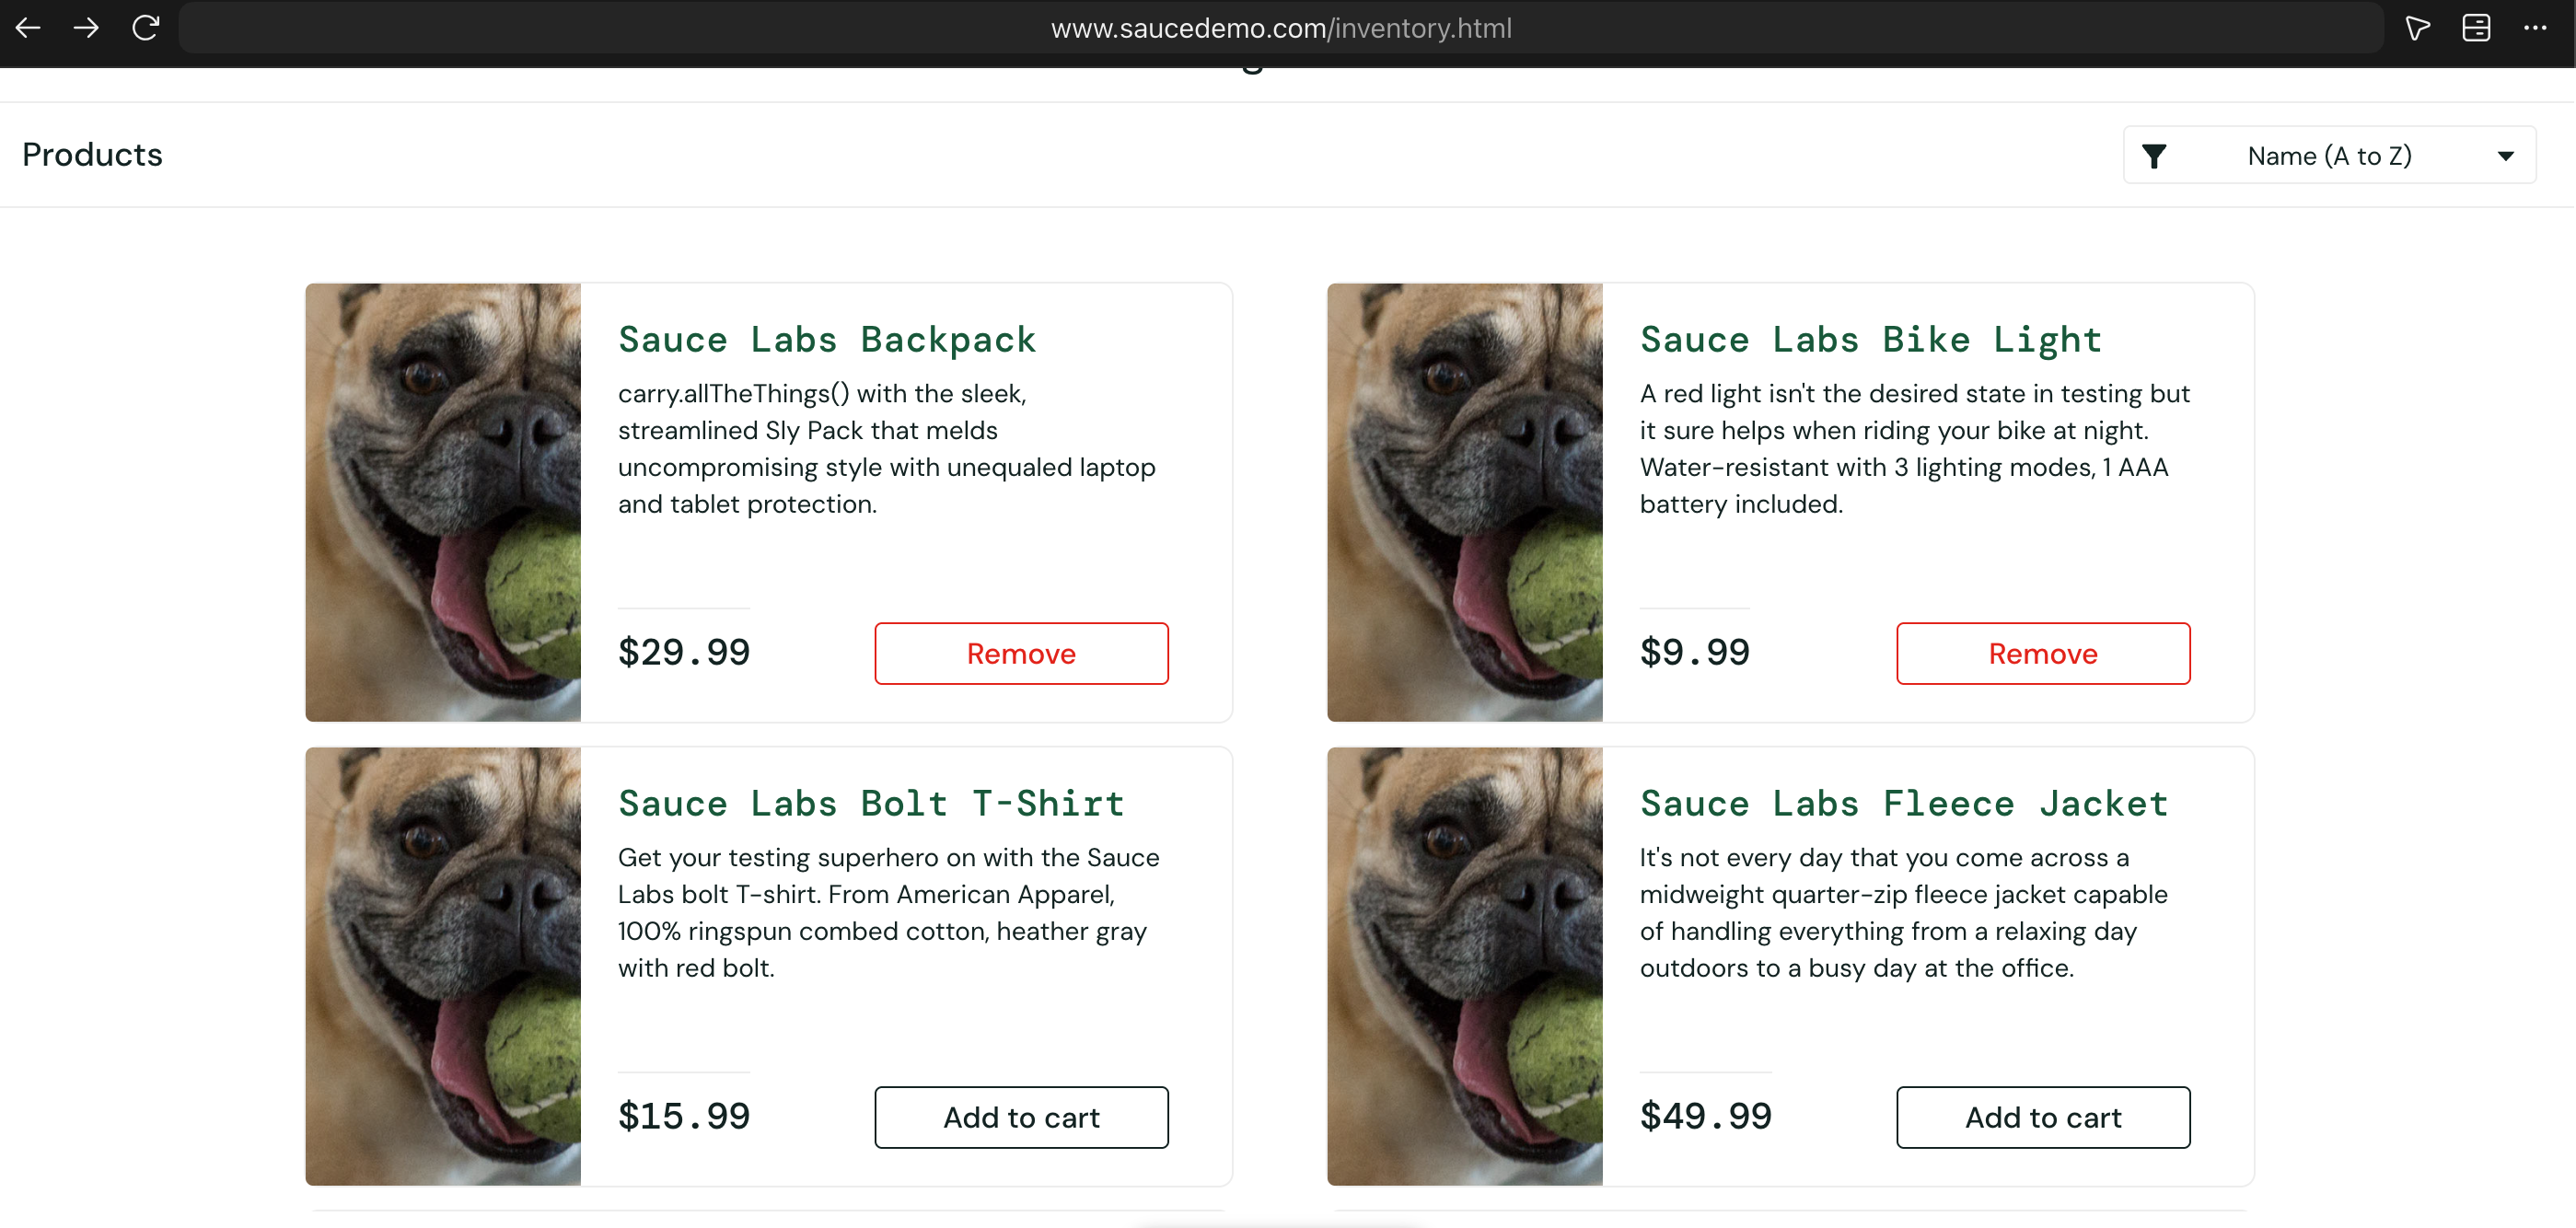 www.saucedemo.com/inventory.html
Products
Name (A to Z)
Sauce Labs Backpack
carry.allTheThings() with the sleek,
streamlined Sly Pack that melds
uncompromising style with unequaled laptop
and tablet protection.
$29.99
Remove
Sauce Labs Bike Light
A red light isn't the desired state in testing but
it sure helps when riding your bike at night.
Water-resistant with 3 lighting modes, 1 AAA
battery included.
$9.99
Remove
Sauce Labs Bolt T-Shirt
Get your testing superhero on with the Sauce
Labs bolt T-shirt. From American Apparel,
100% ringspun combed cotton, heather gray
with red bolt.
$15.99
Add to cart
Sauce Labs Fleece Jacket
It's not every day that you come across a
midweight quarter-zip fleece jacket capable
of handling everything from a relaxing day
outdoors to a busy day at the office.
$49.99
Add to cart